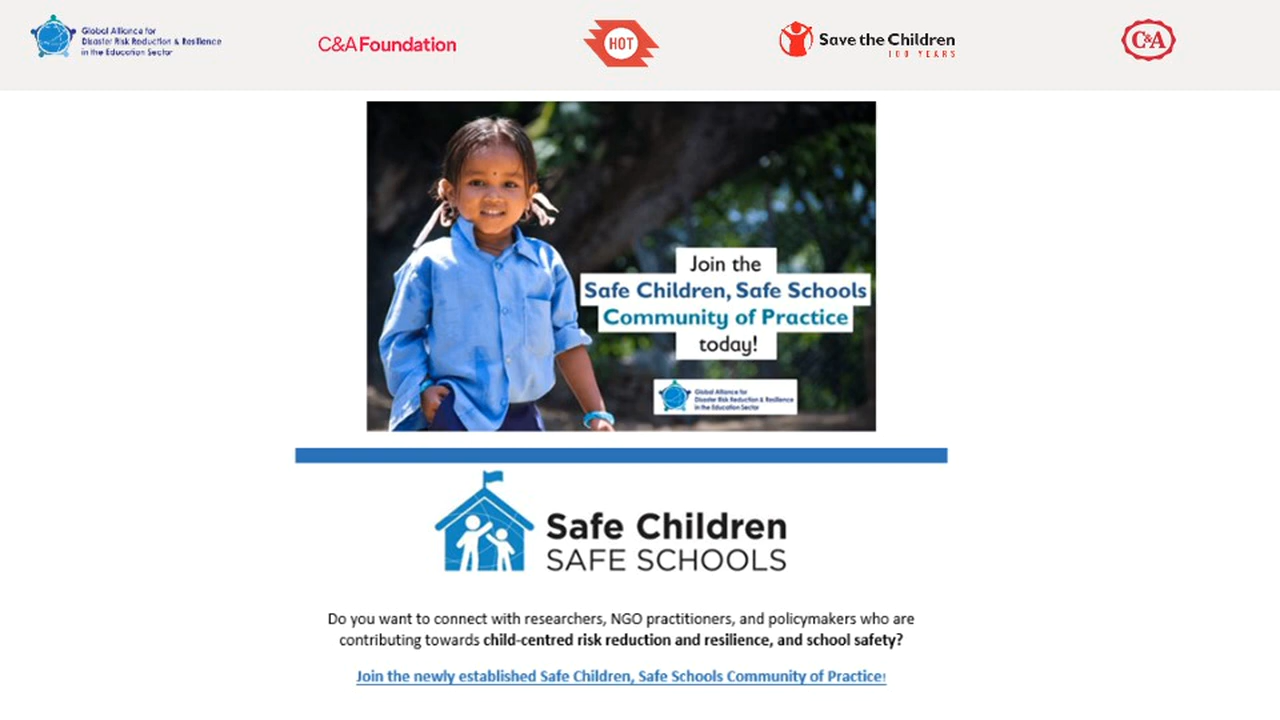 Global Alliance for
Disaster Risk Reduction & Resilience
in the Education Sector
C&A Foundation
HOT
Save the Children
100 YEARS
C&A
Join the
Safe Children, Safe Schools
Community of Practice
today!
Global Alliance for
Disaster Risk Reduction & Resilience
in the Education Sector
Safe Children
SAFE SCHOOLS
Do you want to connect with researchers, NGO practitioners, and policymakers who are
contributing towards child-centred risk reduction and resilience, and school safety?
Join the newly established Safe Children, Safe Schools Community of Practice!